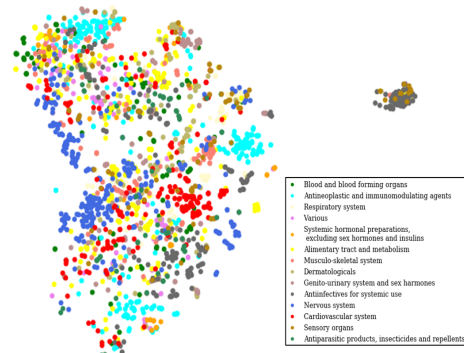 Blood and blood forming organs
Antineoplastic and immunomodulating agents
Respiratory system
Various
Systemic hormonal preparations,
excluding sex hormones and insulins
Alimentary tract and metabolism
Musculo-skeletal system
Dermatologicals
Genito-urinary system and sex harmones
Antiinfectives for systemic use
Nervous system
Cardiovascular system
Sensory organs
Antiparasitic products, insecticides and repellents